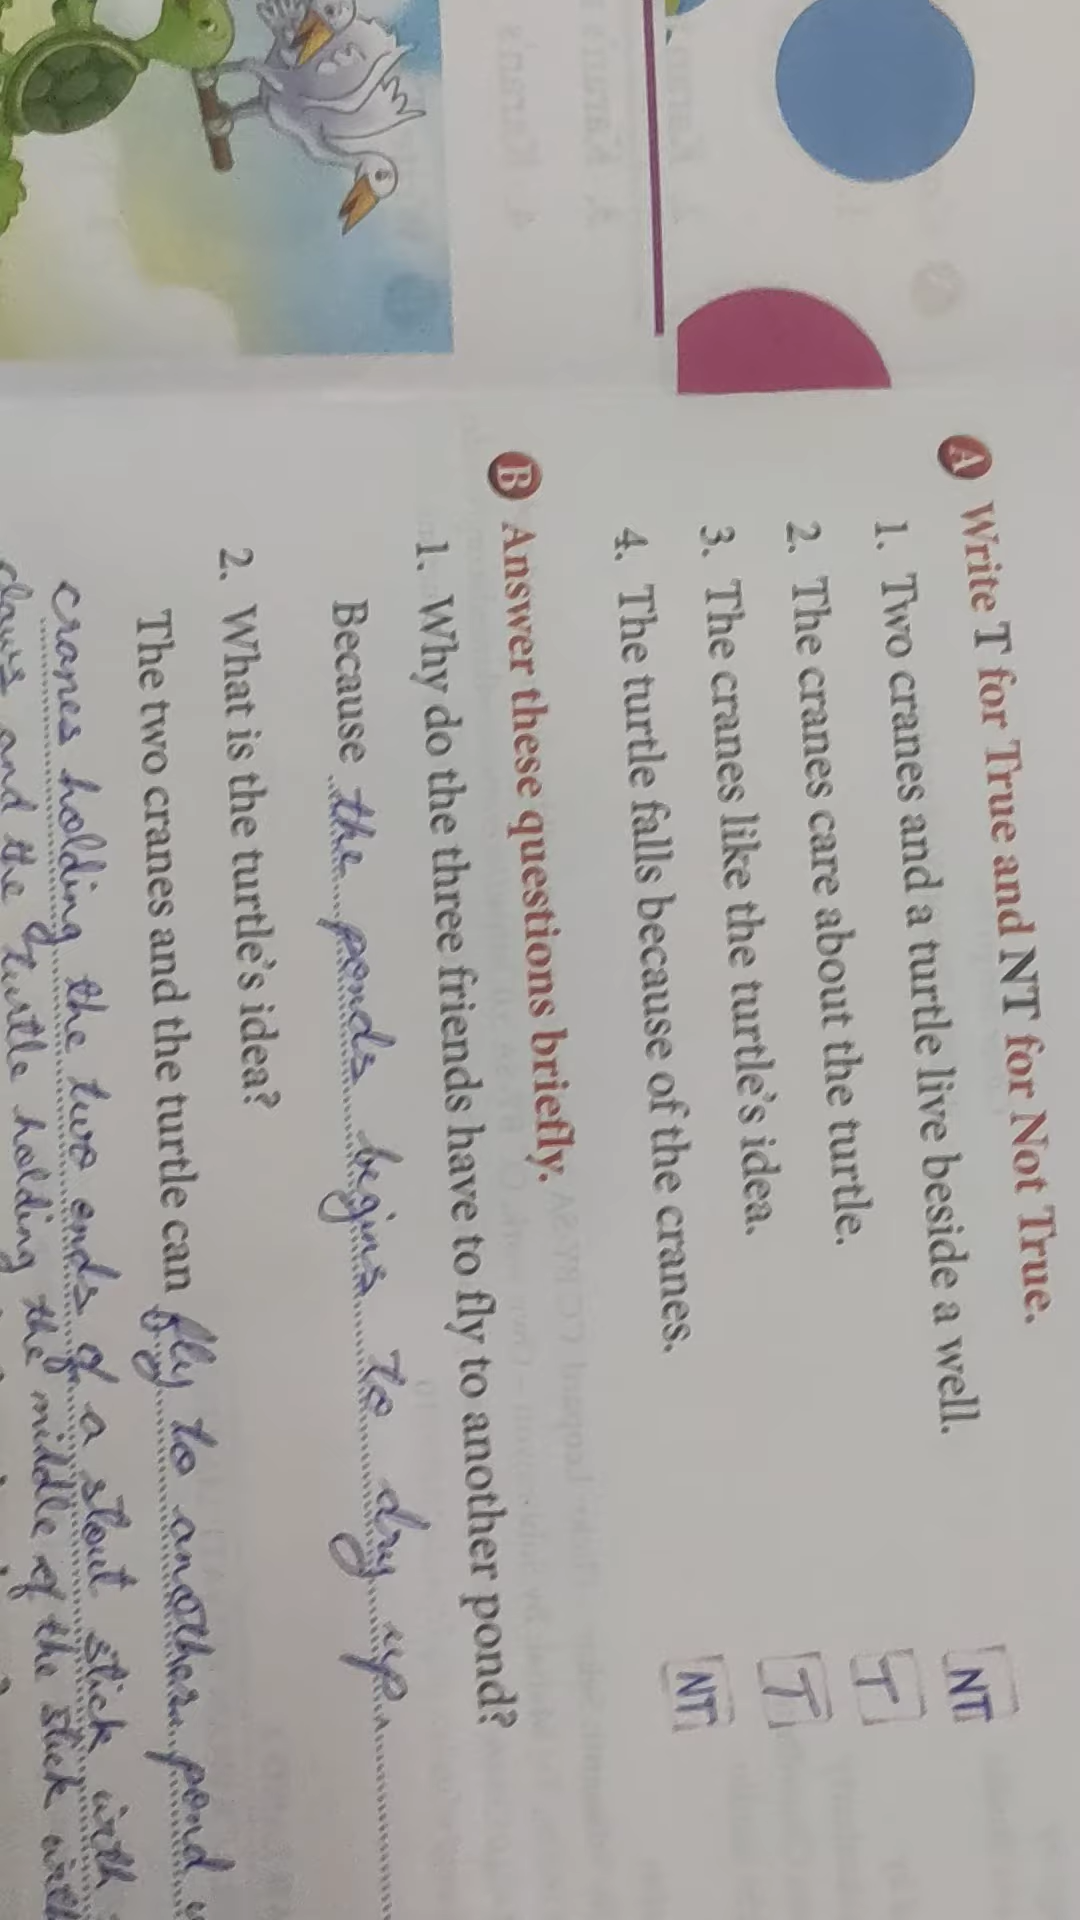 A Write T for True and NT for Not True.
1. Two cranes and a turtle live beside a well. NT
2. The cranes care about the turtle. T
3. The cranes like the turtle's idea. T
4. The turtle falls because of the cranes. NT
B Answer these questions briefly.
1. Why do the three friends have to fly to another pond?
Because the ponds begins to dry up.
2. What is the turtle's idea?
The two cranes and the turtle can fly to another pond
cranes holding the two ends of a stout stick with
claws and the turtle holding the middle of the stick with